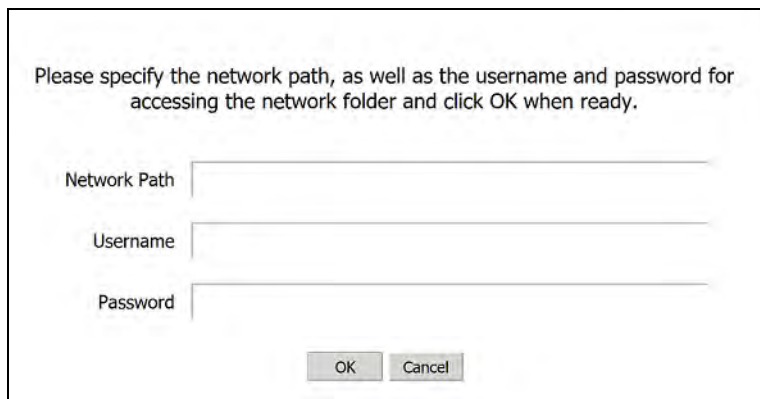 Please specify the network path, as well as the username and password for
accessing the network folder and click OK when ready.
Network Path
Username
Password
OK Cancel